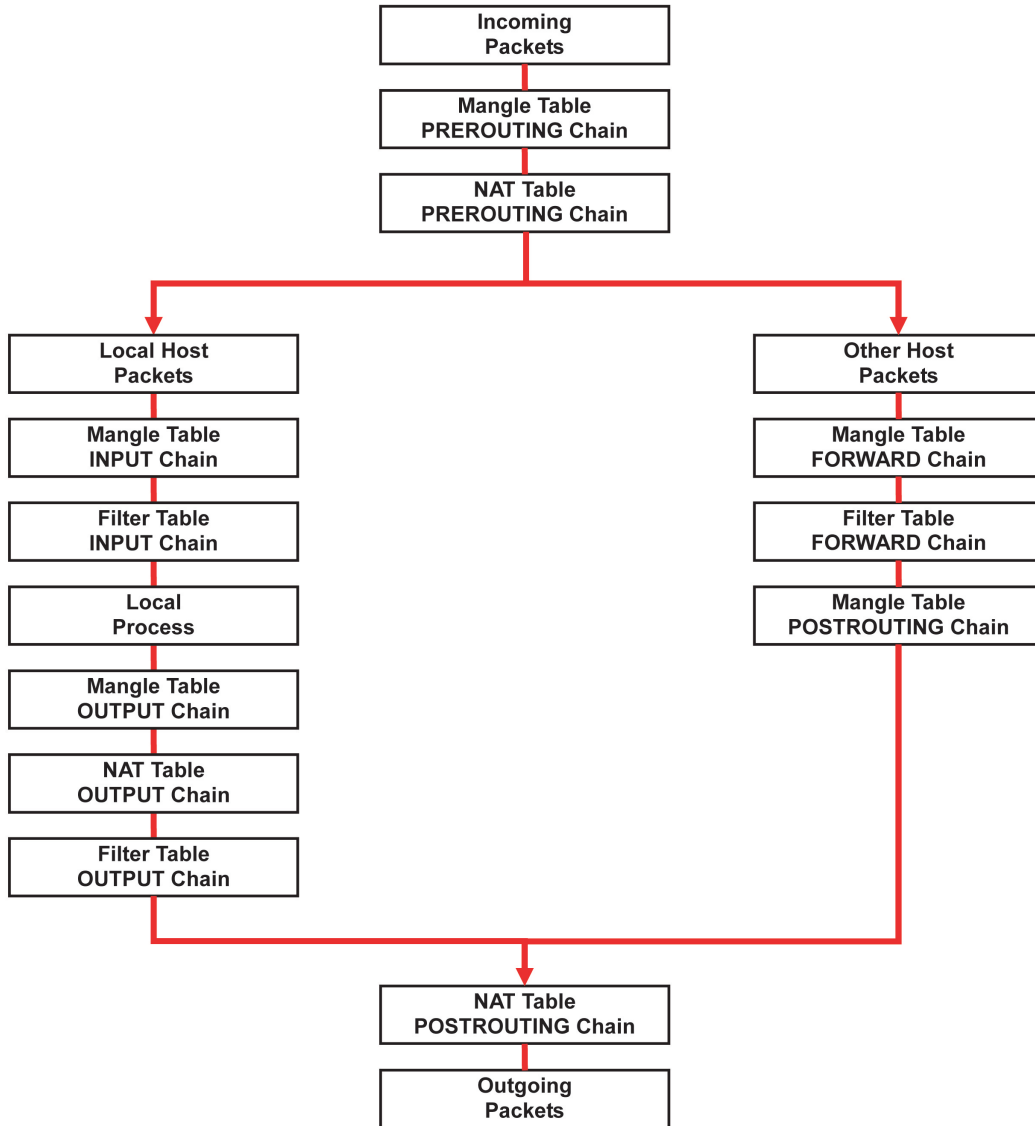 Incoming
Packets
Mangle Table
PREROUTING Chain
NAT Table
PREROUTING Chain
Local Host
Packets
Mangle Table
INPUT Chain
Filter Table
INPUT Chain
Local
Process
Mangle Table
OUTPUT Chain
NAT Table
OUTPUT Chain
Filter Table
OUTPUT Chain
Other Host
Packets
Mangle Table
FORWARD Chain
Filter Table
FORWARD Chain
Mangle Table
POSTROUTING Chain
NAT Table
POSTROUTING Chain
Outgoing
Packets